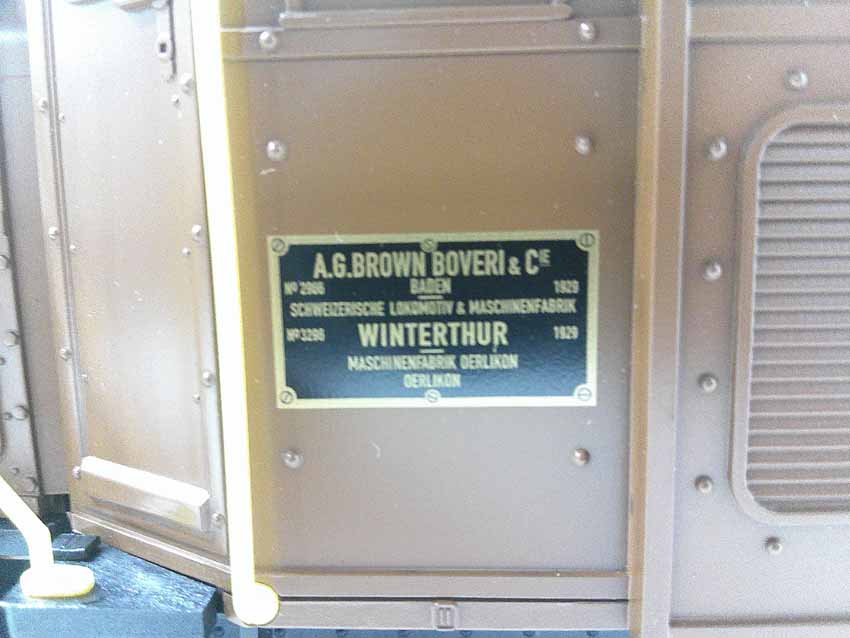 A.G. BROWN BOVERI & CIE
Nº 2966 BADEN 1929
SCHWEIZERISCHE LOKOMOTIV & MASCHINENFABRIK
Nº 3296 WINTERTHUR 1929
MASCHINENFABRIK OERLIKON
OERLIKON